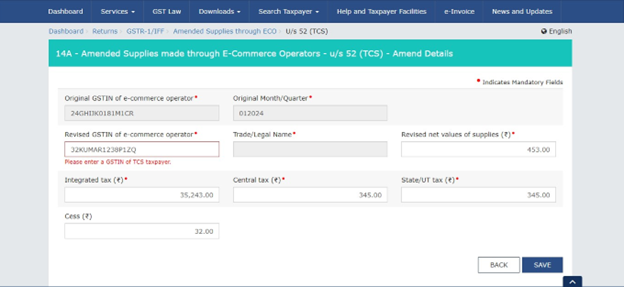 Dashboard Services GST Law Downloads Search Taxpayer Help and Taxpayer Facilities e-Invoice News and Updates
Dashboard › Returns › GSTR-1/IFF › Amended Supplies through ECO › U/s 52 (TCS) English
14A - Amended Supplies made through E-Commerce Operators - u/s 52 (TCS) - Amend Details
• Indicates Mandatory Fields
Original GSTIN of e-commerce operator• Original Month/Quarter•
24GHIJK0181M1CR 012024
Revised GSTIN of e-commerce operator• Trade/Legal Name• Revised net values of supplies (₹)•
32KUMAR1238P1ZQ 453.00
Please enter a GSTIN of TCS taxpayer.
Integrated tax (₹)• Central tax (₹)• State/UT tax (₹)•
35,243.00 345.00 345.00
Cess (₹)
32.00
BACK SAVE